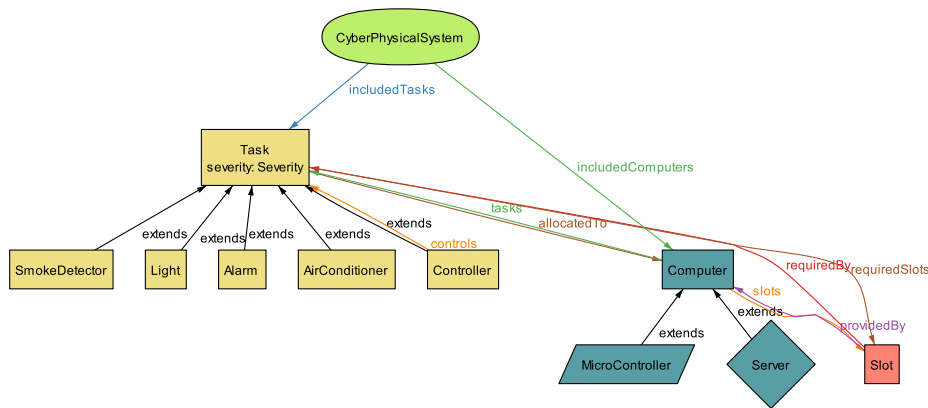 CyberPhysicalSystem
includedTasks
Task
severity: Severity
includedComputers
tasks
allocatedTo
extends
extends
extends
extends
extends
controls
SmokeDetector
Light
Alarm
AirConditioner
Controller
Computer
requiredBy
requiredSlots
slots
extends
extends
providedBy
MicroController
Server
Slot